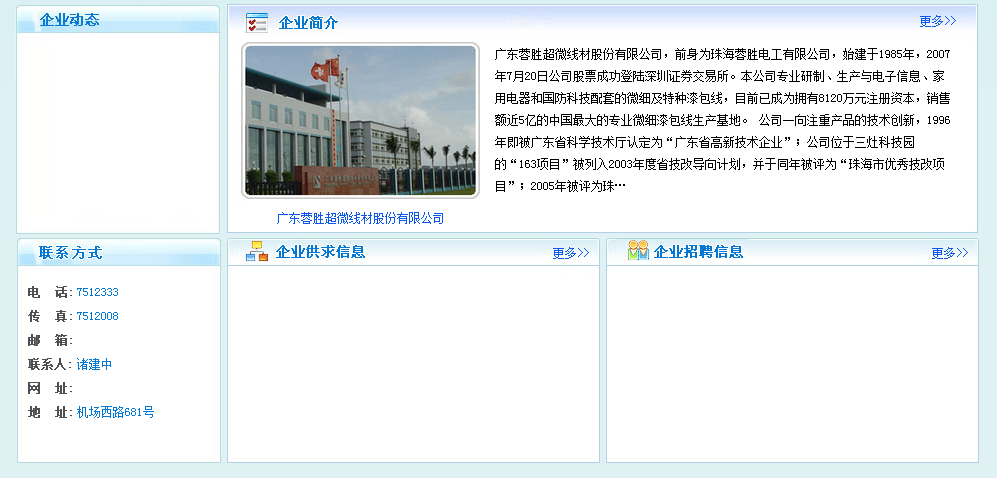 企业动态
企业简介
更多>>
广东蓉胜超微线材股份有限公司，前身为珠海蓉胜电工有限公司，始建于1985年，2007
年7月20日公司股票成功登陆深圳证券交易所。本公司专业研制、生产与电子信息、家
用电器和国防科技配套的微细及特种漆包线，目前已成为拥有8120万元注册资本，销售
额近5亿的中国最大的专业微细漆包线生产基地。 公司一向注重产品的技术创新，1996
年即被广东省科学技术厅认定为“广东省高新技术企业”；公司位于三灶科技园
的“163项目”被列入2003年度省技改导向计划，并于同年被评为“珠海市优秀技改项
目”；2005年被评为珠…
广东蓉胜超微线材股份有限公司
联系方式
电 话：7512333
传 真：7512008
邮 箱：
联系人：诸建中
网 址：
地 址：机场西路681号
企业供求信息
更多>>
企业招聘信息
更多>>